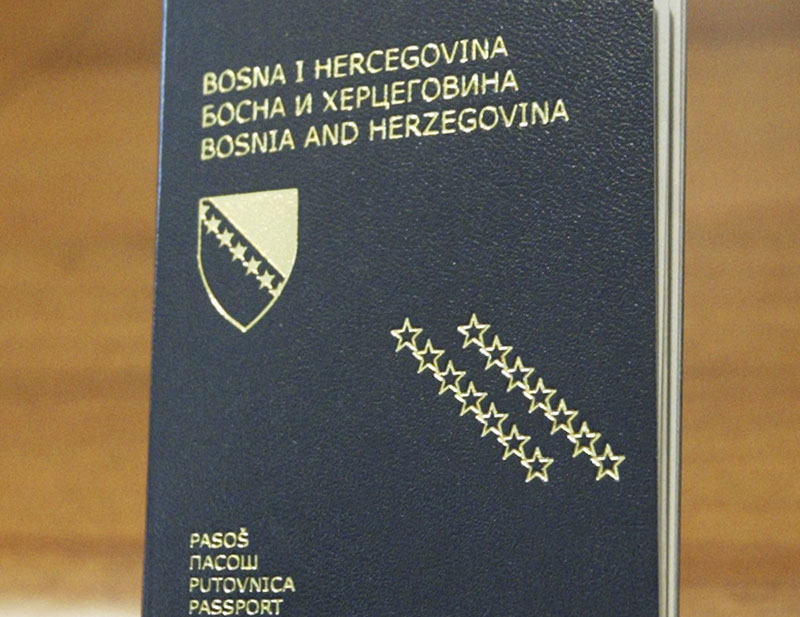 BOSNA I HERCEGOVINA
БОСНА И ХЕРЦЕГОВИНА
BOSNIA AND HERZEGOVINA
PASOŠ
ПАСОШ
PUTOVNICA
PASSPORT